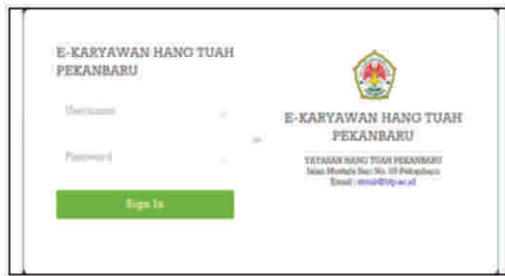 E-KARYAWAN HANG TUAH
PEKANBARU
Username
Password
Sign In
E-KARYAWAN HANG TUAH
PEKANBARU
YAYASAN HANG TUAH PEKANBARU
Jalan Mustafa Sari No. 05 Pekanbaru
Email :